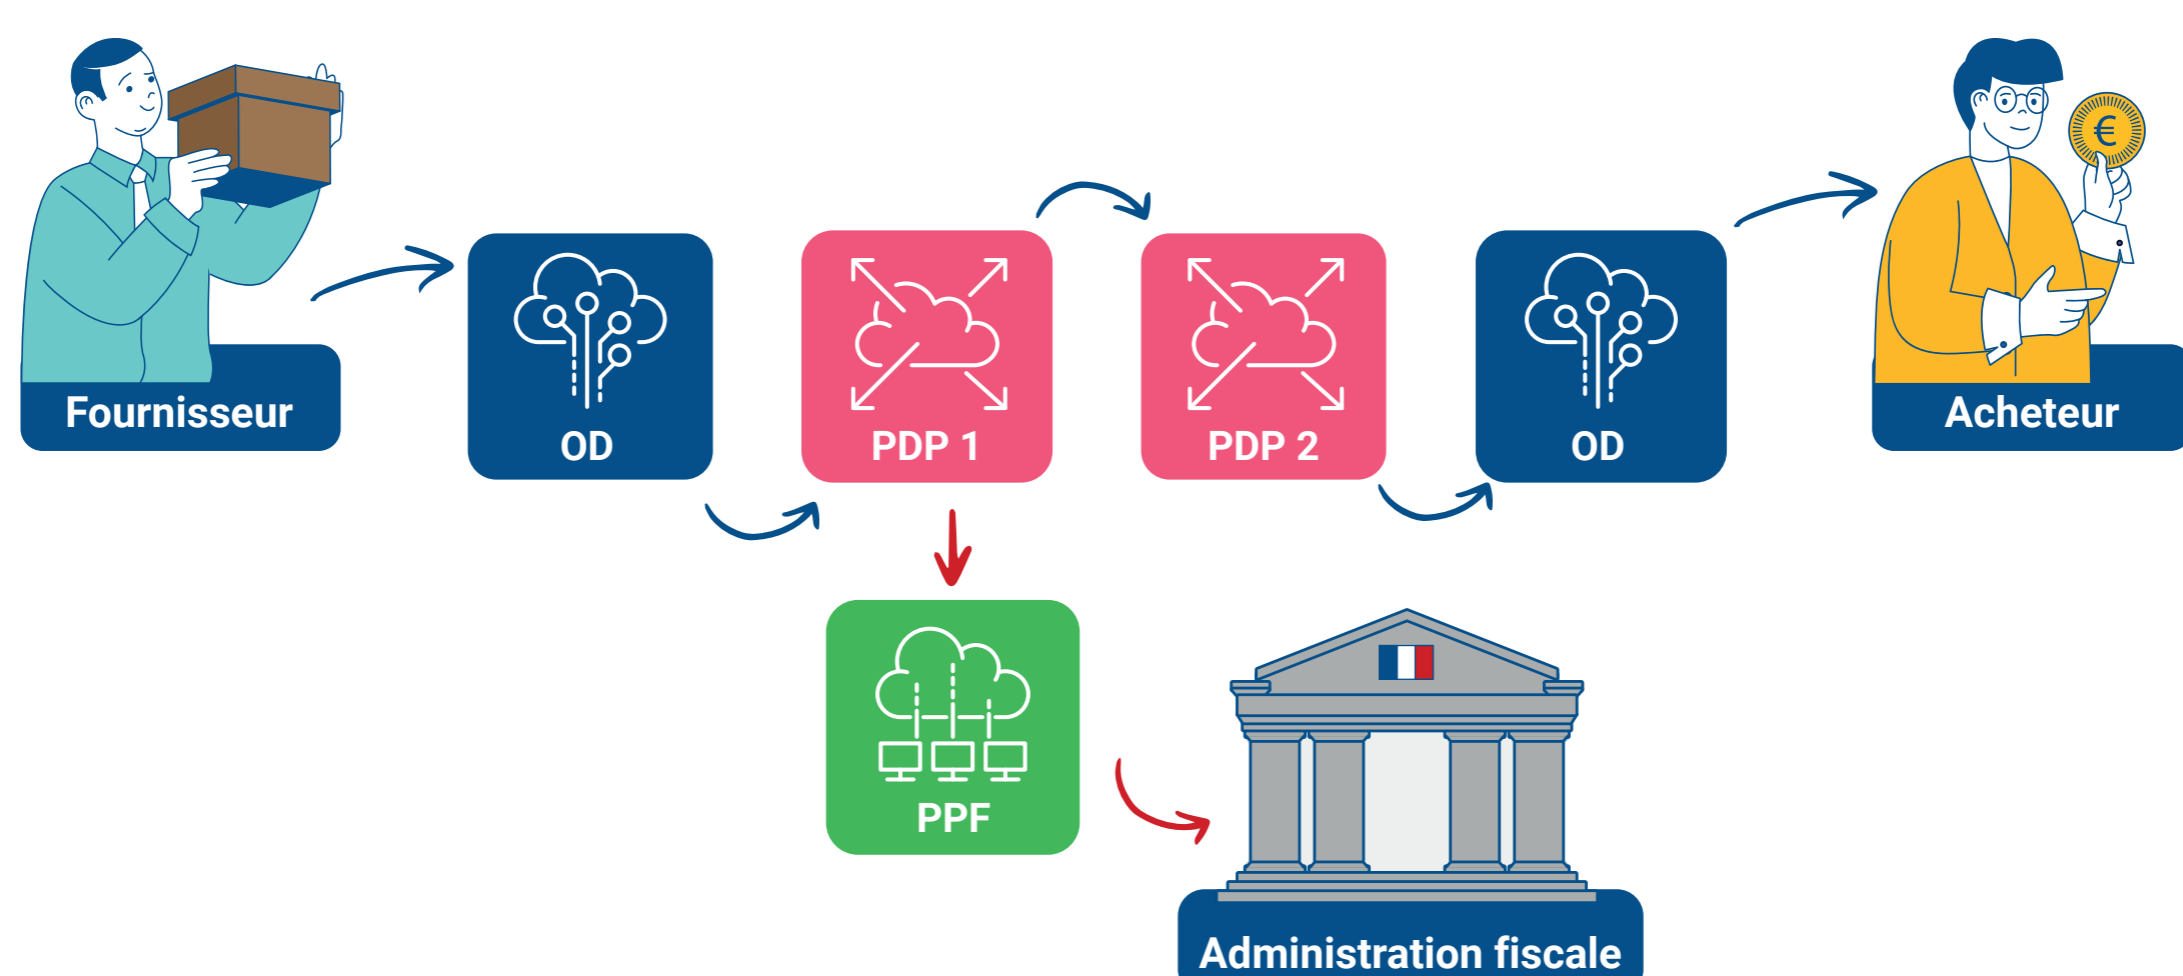 Fournisseur
OD
PDP 1
PDP 2
OD
Acheteur
€
PPF
Administration fiscale